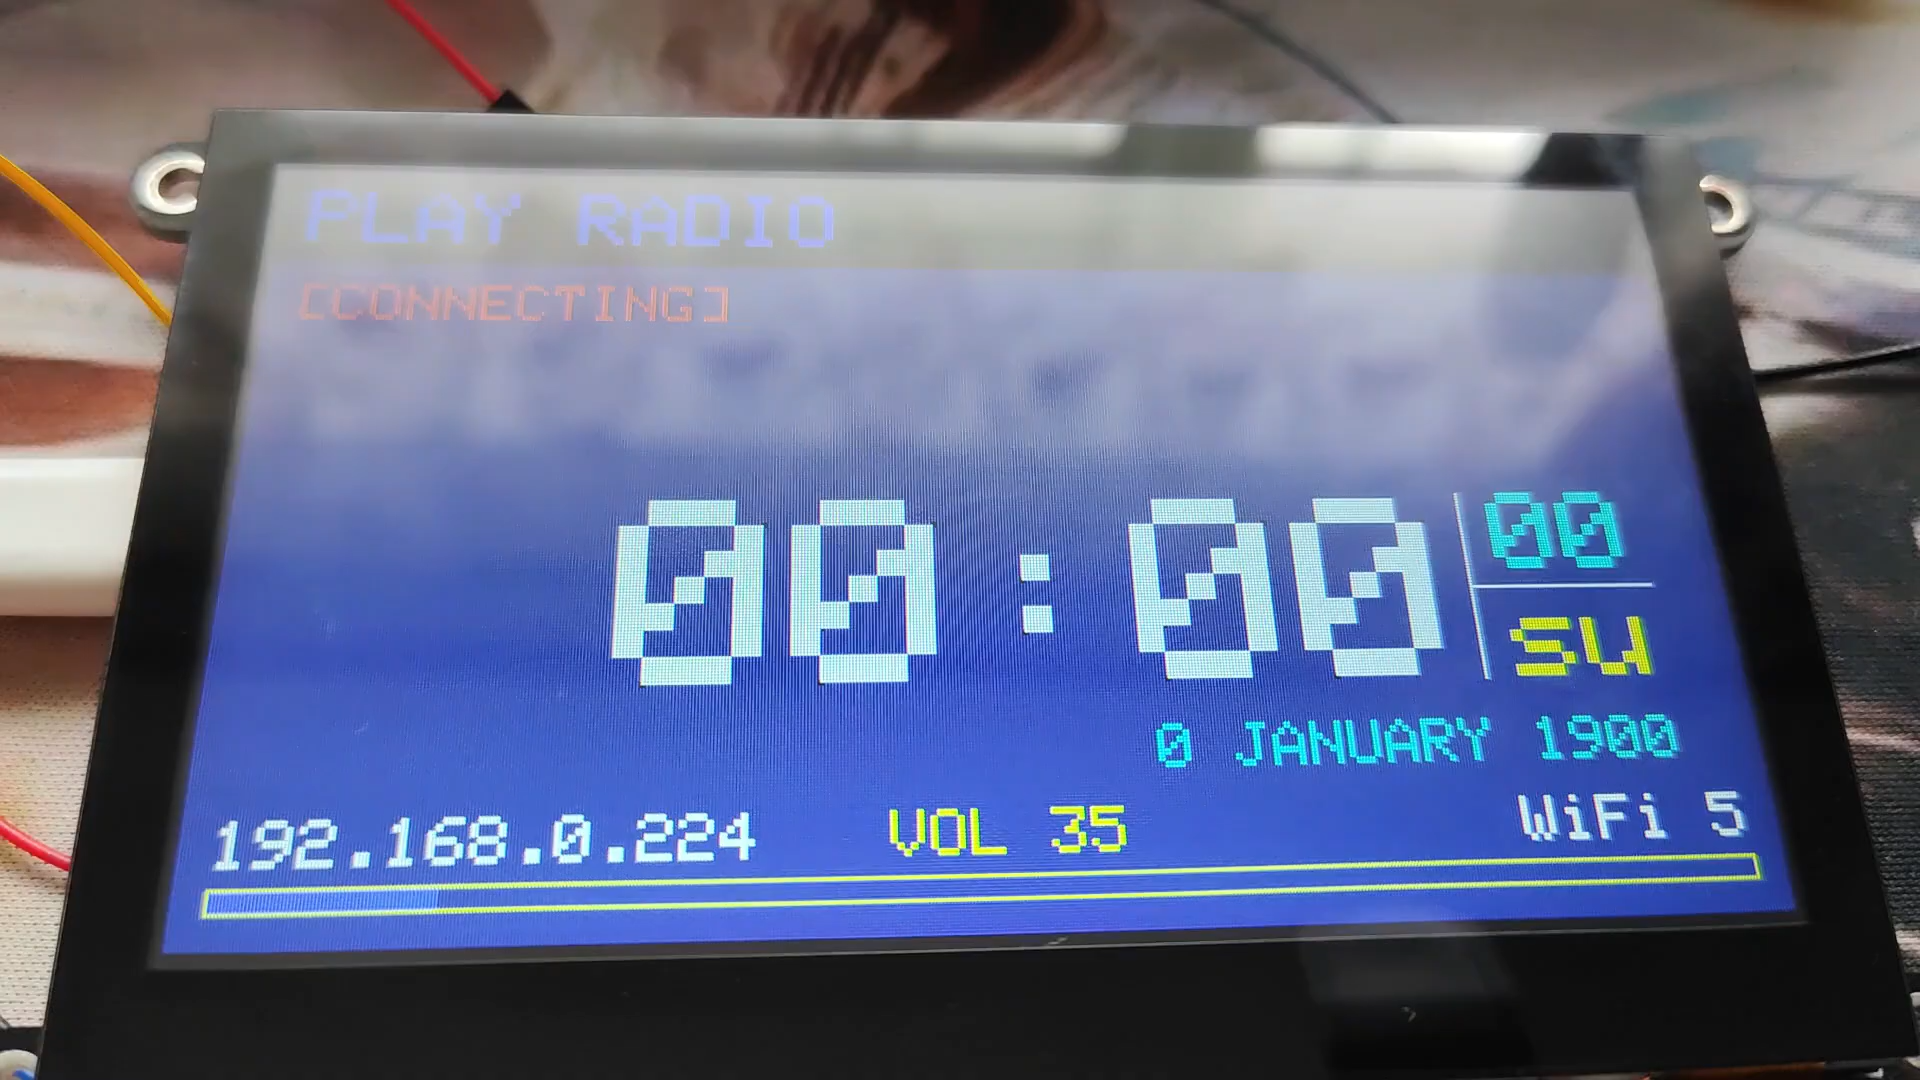 PLAY RADIO
[CONNECTING]
00:00
00
su
0 JANUARY 1900
192.168.0.224 VOL 35 WiFi 5